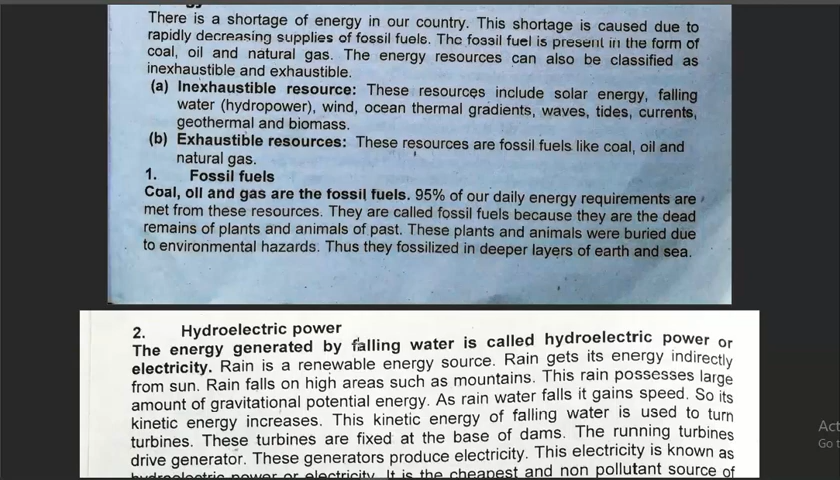 There is a shortage of energy in our country. This shortage is caused due to
rapidly decreasing supplies of fossil fuels. The fossil fuel is present in the form of
coal, oil and natural gas. The energy resources can also be classified as
inexhaustible and exhaustible.
(a) Inexhaustible resource: These resources include solar energy, falling
water (hydropower), wind, ocean thermal gradients, waves, tides, currents,
geothermal and biomass.
(b) Exhaustible resources: These resources are fossil fuels like coal, oil and
natural gas.
1. Fossil fuels
Coal, oil and gas are the fossil fuels. 95% of our daily energy requirements are
met from these resources. They are called fossil fuels because they are the dead
remains of plants and animals of past. These plants and animals were buried due
to environmental hazards. Thus they fossilized in deeper layers of earth and sea.
2. Hydroelectric power
The energy generated by falling water is called hydroelectric power or
electricity. Rain is a renewable energy source. Rain gets its energy indirectly
from sun. Rain falls on high areas such as mountains. This rain possesses large
amount of gravitational potential energy. As rain water falls it gains speed. So its
kinetic energy increases. This kinetic energy of falling water is used to turn
turbines. These turbines are fixed at the base of dams. The running turbines
drive generator. These generators produce electricity. This electricity is known as
hydroelectric power or electricity. It is the cheapest and non pollutant source of
Act
Go t